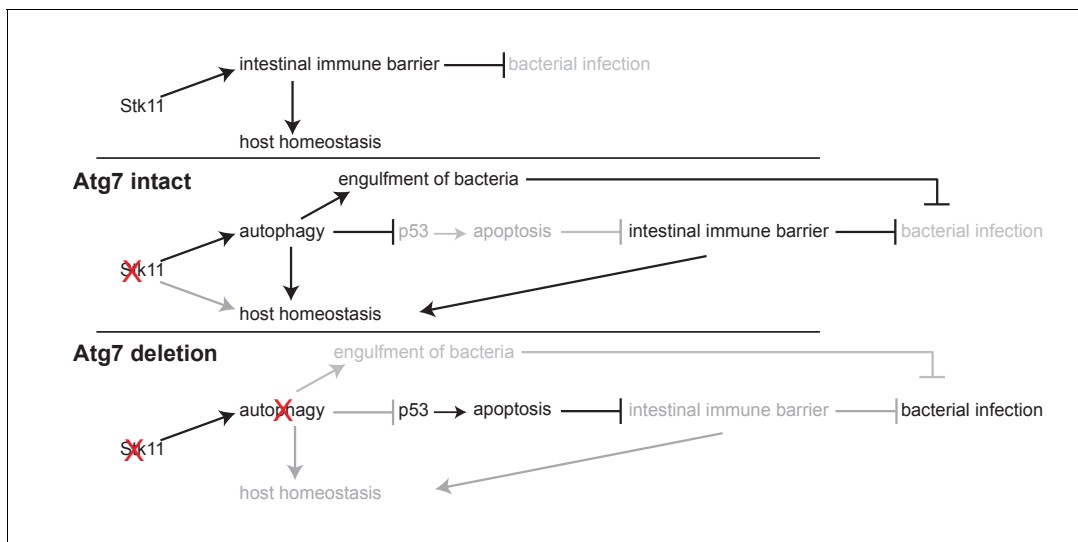 intestinal immune barrier bacterial infection
Stk11
host homeostasis
Atg7 intact
engulfment of bacteria
autophagy p53 apoptosis intestinal immune barrier bacterial infection
Stk11
host homeostasis
Atg7 deletion
engulfment of bacteria
autophagy p53 apoptosis intestinal immune barrier bacterial infection
Stk11
host homeostasis